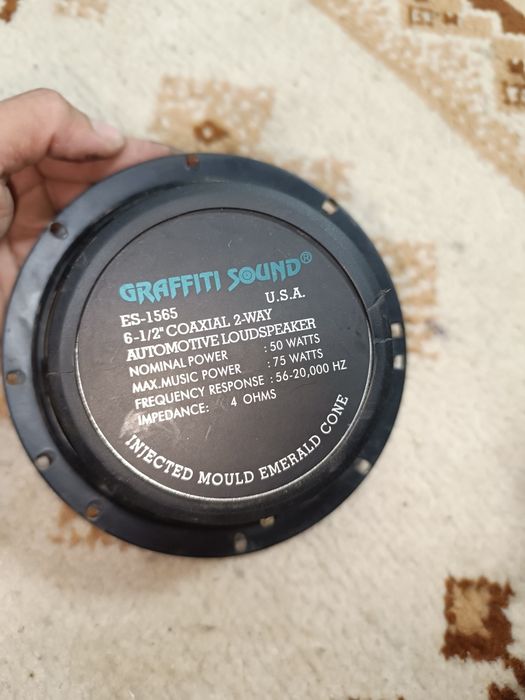 GRAFFITI SOUND®
U.S.A.
ES-1565
6-1/2" COAXIAL 2-WAY
AUTOMOTIVE LOUDSPEAKER
NOMINAL POWER : 50 WATTS
MAX.MUSIC POWER : 75 WATTS
FREQUENCY RESPONSE : 56-20,000 HZ
IMPEDANCE: 4 OHMS
INJECTED MOULD EMERALD CONE